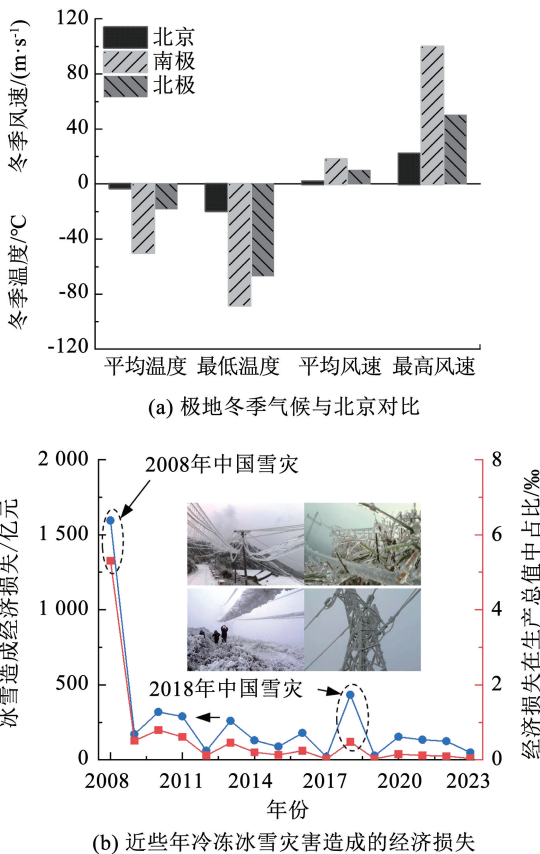 120
80
40
0
-40
-80
-120
冬季风速/(m·s⁻¹)
冬季温度/℃
北京
南极
北极
平均温度 最低温度 平均风速 最高风速
(a) 极地冬季气候与北京对比
2 000
1 500
1 000
500
0
冰雪造成经济损失/亿元
2008年中国雪灾
2018年中国雪灾
8
6
4
2
0
经济损失在生产总值中占比/‰
2008 2011 2014 2017 2020 2023
年份
(b) 近些年冷冻冰雪灾害造成的经济损失